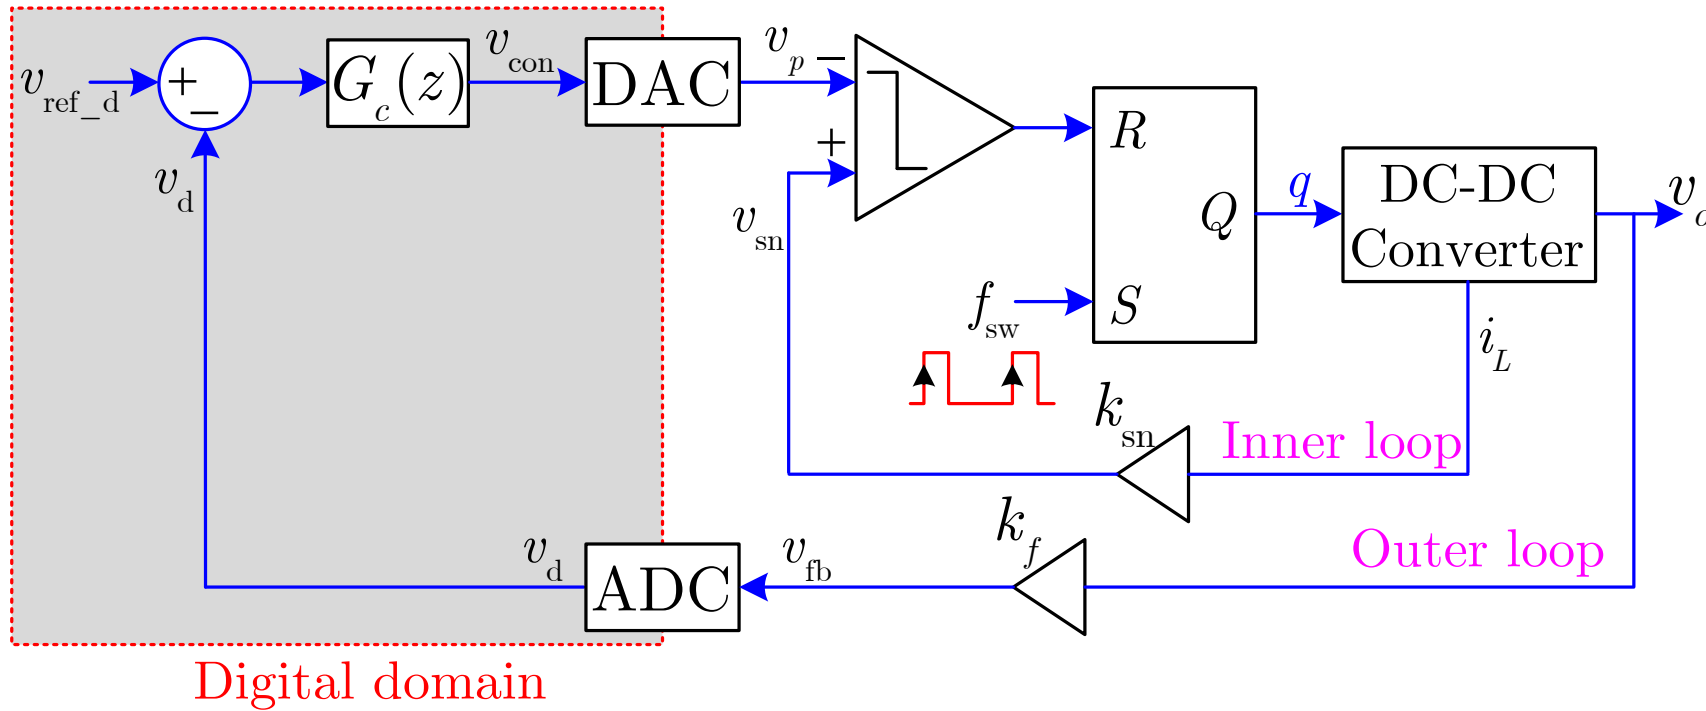 v_con
v_p
−
v_ref_d
+
−
G_c(z)
DAC
+
R
v_d
v_sn
Q
q
DC-DC
Converter
v_o
f_sw
S
i_L
k_sn
Inner loop
k_f
Outer loop
v_d
ADC
v_fb
Digital domain